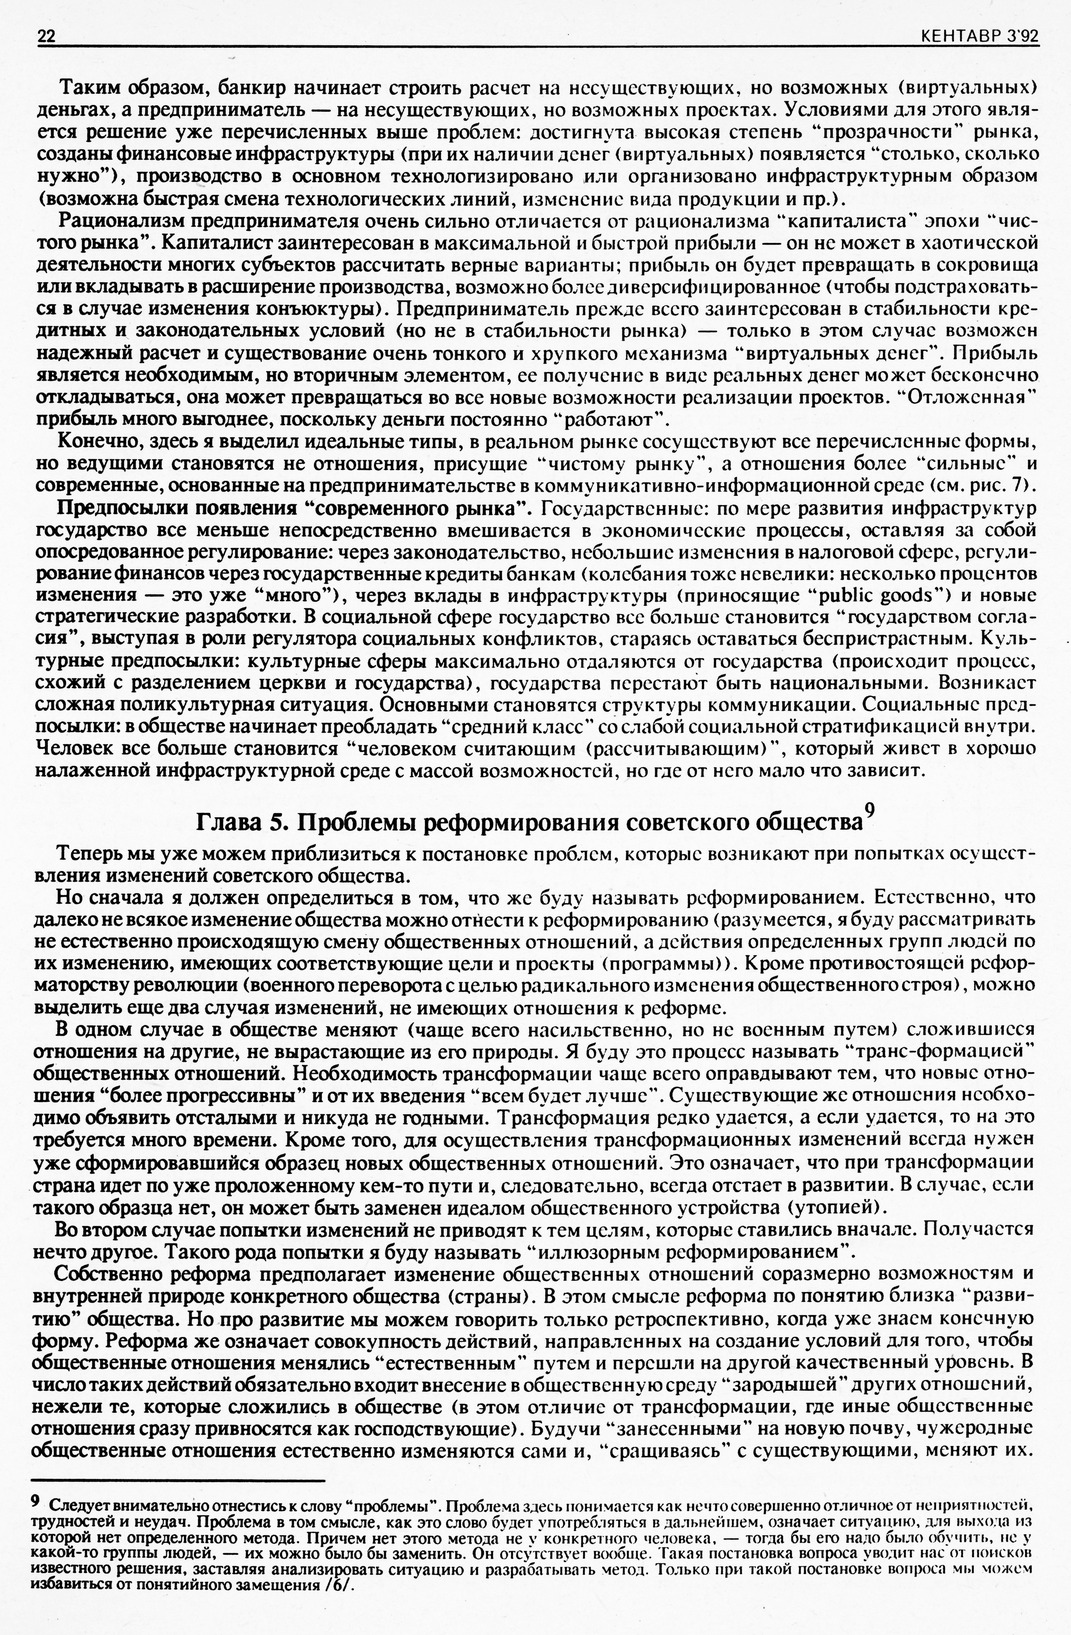 22
КЕНТАВР 3'92
Таким образом, банкир начинает строить расчет на несуществующих, но возможных (виртуальных)
деньгах, а предприниматель — на несуществующих, но возможных проектах. Условиями для этого явля-
ется решение уже перечисленных выше проблем: достигнута высокая степень “прозрачности” рынка,
созданы финансовые инфраструктуры (при их наличии денег (виртуальных) появляется “столько, сколько
нужно”), производство в основном технологизировано или организовано инфраструктурным образом
(возможна быстрая смена технологических линий, изменение вида продукции и пр.).
Рационализм предпринимателя очень сильно отличается от рационализма “капиталиста” эпохи “чис-
того рынка”. Капиталист заинтересован в максимальной и быстрой прибыли — он не может в хаотической
деятельности многих субъектов рассчитать верные варианты; прибыль он будет превращать в сокровища
или вкладывать в расширение производства, возможно более диверсифицированное (чтобы подстраховать-
ся в случае изменения конъюктуры). Предприниматель прежде всего заинтересован в стабильности кре-
дитных и законодательных условий (но не в стабильности рынка) — только в этом случае возможен
надежный расчет и существование очень тонкого и хрупкого механизма “виртуальных денег”. Прибыль
является необходимым, но вторичным элементом, ее получение в виде реальных денег может бесконечно
откладываться, она может превращаться во все новые возможности реализации проектов. “Отложенная”
прибыль много выгоднее, поскольку деньги постоянно “работают”.
Конечно, здесь я выделил идеальные типы, в реальном рынке сосуществуют все перечисленные формы,
но ведущими становятся не отношения, присущие “чистому рынку”, а отношения более “сильные” и
современные, основанные на предпринимательстве в коммуникативно-информационной среде (см. рис. 7).
Предпосылки появления “современного рынка”. Государственные: по мере развития инфраструктур
государство все меньше непосредственно вмешивается в экономические процессы, оставляя за собой
опосредованное регулирование: через законодательство, небольшие изменения в налоговой сфере, регули-
рование финансов через государственные кредиты банкам (колебания тоже невелики: несколько процентов
изменения — это уже “много”), через вклады в инфраструктуры (приносящие “public goods”) и новые
стратегические разработки. В социальной сфере государство все больше становится “государством согла-
сия”, выступая в роли регулятора социальных конфликтов, стараясь оставаться беспристрастным. Куль-
турные предпосылки: культурные сферы максимально отдаляются от государства (происходит процесс,
схожий с разделением церкви и государства), государства перестают быть национальными. Возникает
сложная поликультурная ситуация. Основными становятся структуры коммуникации. Социальные пред-
посылки: в обществе начинает преобладать “средний класс” со слабой социальной стратификацией внутри.
Человек все больше становится “человеком считающим (рассчитывающим)”, который живет в хорошо
налаженной инфраструктурной среде с массой возможностей, но где от него мало что зависит.
Глава 5. Проблемы реформирования советского общества⁹
Теперь мы уже можем приблизиться к постановке проблем, которые возникают при попытках осущест-
вления изменений советского общества.
Но сначала я должен определиться в том, что же буду называть реформированием. Естественно, что
далеко не всякое изменение общества можно отнести к реформированию (разумеется, я буду рассматривать
не естественно происходящую смену общественных отношений, а действия определенных групп людей по
их изменению, имеющих соответствующие цели и проекты (программы)). Кроме противостоящей рефор-
маторству революции (военного переворота с целью радикального изменения общественного строя), можно
выделить еще два случая изменений, не имеющих отношения к реформе.
В одном случае в обществе меняют (чаще всего насильственно, но не военным путем) сложившиеся
отношения на другие, не вырастающие из его природы. Я буду это процесс называть “транс-формацией”
общественных отношений. Необходимость трансформации чаще всего оправдывают тем, что новые отно-
шения “более прогрессивны” и от их введения “всем будет лучше”. Существующие же отношения необхо-
димо объявить отсталыми и никуда не годными. Трансформация редко удается, а если удается, то на это
требуется много времени. Кроме того, для осуществления трансформационных изменений всегда нужен
уже сформировавшийся образец новых общественных отношений. Это означает, что при трансформации
страна идет по уже проложенному кем-то пути и, следовательно, всегда отстает в развитии. В случае, если
такого образца нет, он может быть заменен идеалом общественного устройства (утопией).
Во втором случае попытки изменений не приводят к тем целям, которые ставились вначале. Получается
нечто другое. Такого рода попытки я буду называть “иллюзорным реформированием”.
Собственно реформа предполагает изменение общественных отношений соразмерно возможностям и
внутренней природе конкретного общества (страны). В этом смысле реформа по понятию близка “разви-
тию” общества. Но про развитие мы можем говорить только ретроспективно, когда уже знаем конечную
форму. Реформа же означает совокупность действий, направленных на создание условий для того, чтобы
общественные отношения менялись “естественным” путем и перешли на другой качественный уровень. В
число таких действий обязательно входит внесение в общественную среду “зародышей” других отношений,
нежели те, которые сложились в обществе (в этом отличие от трансформации, где иные общественные
отношения сразу привносятся как господствующие). Будучи “занесенными” на новую почву, чужеродные
общественные отношения естественно изменяются сами и, “сращиваясь” с существующими, меняют их.
⁹ Следует внимательно отнестись к слову “проблемы”. Проблема здесь понимается как нечто совершенно отличное от неприятностей,
трудностей и неудач. Проблема в том смысле, как это слово будет употребляться в дальнейшем, означает ситуацию, для выхода из
которой нет определенного метода. Причем нет этого метода не у конкретного человека, — тогда бы его надо было обучить, не у
какой-то группы людей, — их можно было бы заменить. Он отсутствует вообще. Такая постановка вопроса уводит нас от поисков
известного решения, заставляя анализировать ситуацию и разрабатывать метод. Только при такой постановке вопроса мы можем
избавиться от понятийного замещения /6/.